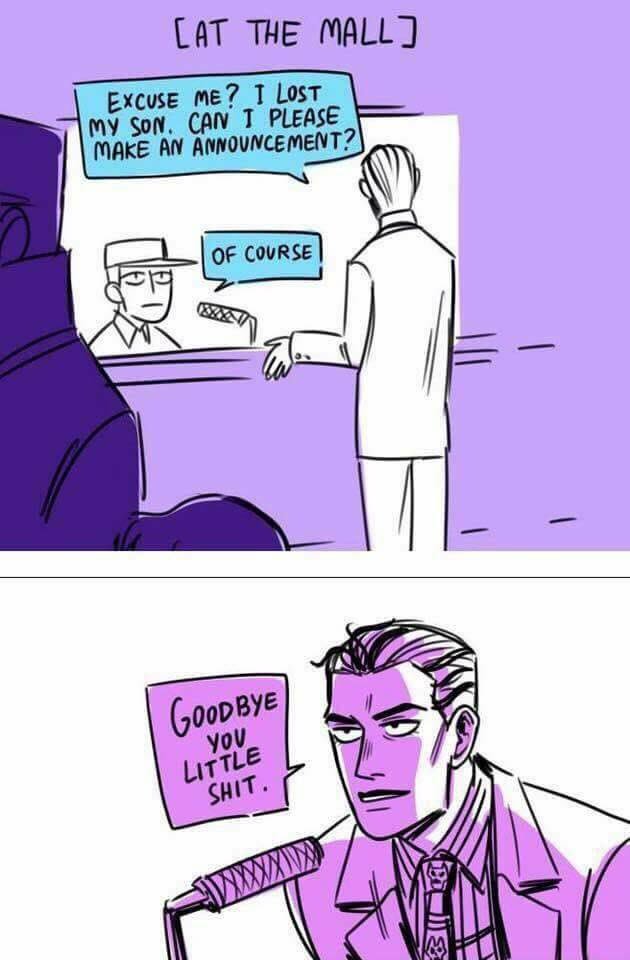 [AT THE MALL]
EXCUSE ME? I LOST
MY SON. CAN I PLEASE
MAKE AN ANNOUNCEMENT?
OF COURSE
GOODBYE
YOU
LITTLE
SHIT.